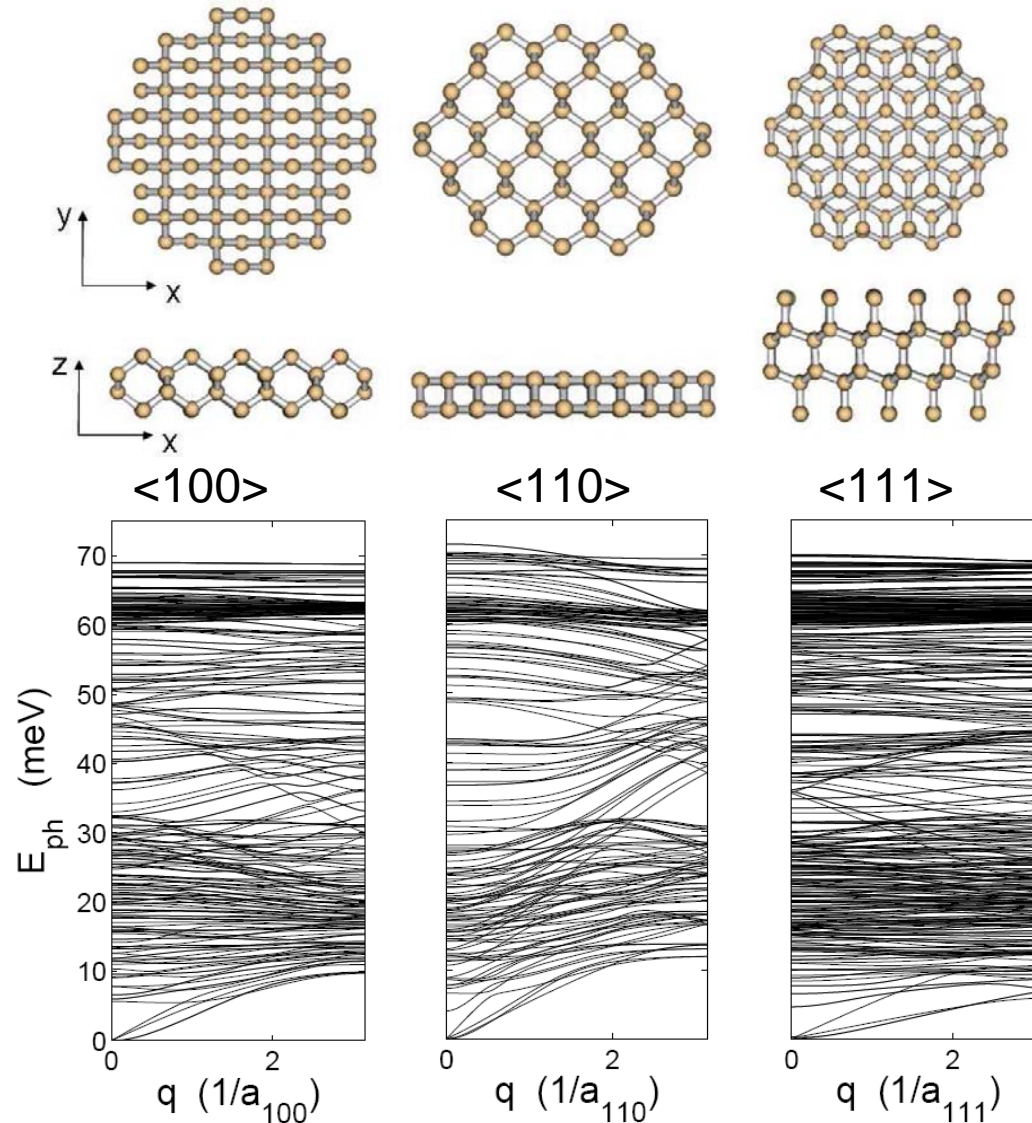 y
x
z
x
<100>
<110>
<111>
E_ph (meV)
70
60
50
40
30
20
10
0
0 2
0 2
0 2
q (1/a_100)
q (1/a_110)
q (1/a_111)